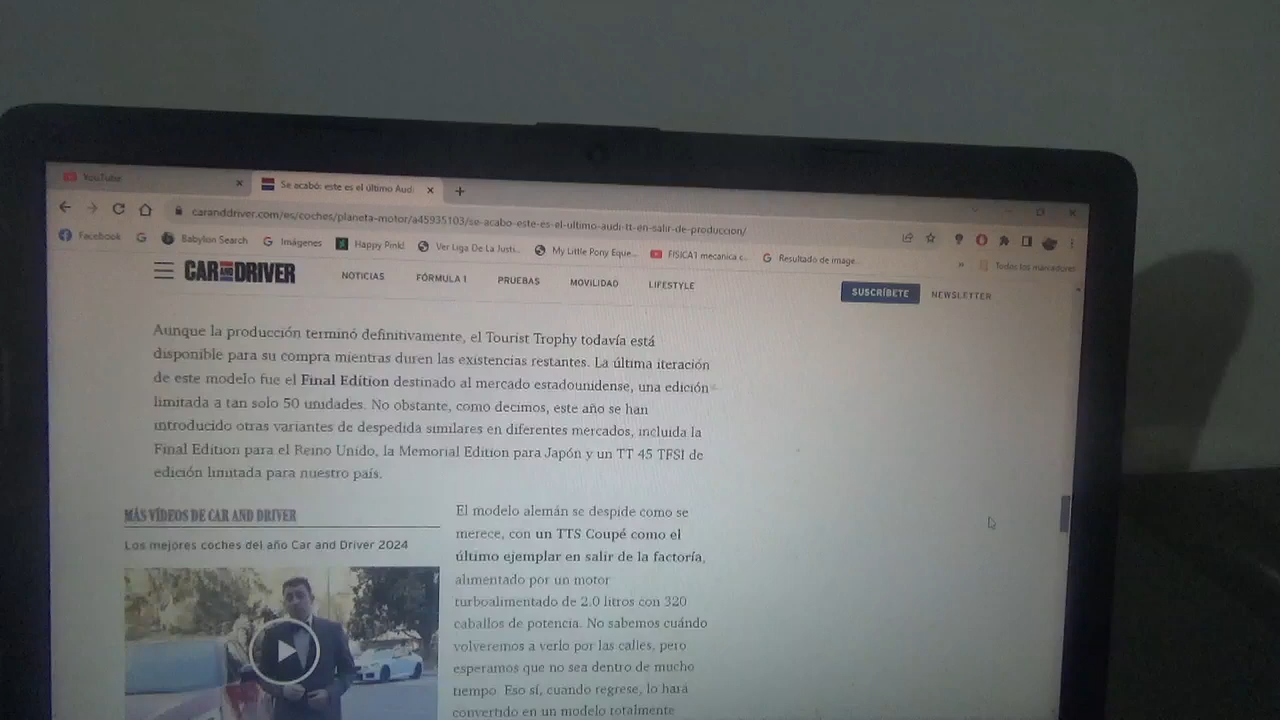 YouTube
Se acabó: este es el último Audi
caranddriver.com/es/coches/planeta-motor/a45935103/se-acabo-este-es-el-ultimo-audi-tt-en-salir-de-produccion/
Facebook
Babylon Search
Imágenes
Happy Pink!
Ver Liga De La Justi...
My Little Pony Eque...
FISICA1 mecanica c...
Resultado de image...
» Todos los marcadores
CAR AND DRIVER
NOTICIAS
FÓRMULA 1
PRUEBAS
MOVILIDAD
LIFESTYLE
SUSCRÍBETE
NEWSLETTER
Aunque la producción terminó definitivamente, el Tourist Trophy todavía está
disponible para su compra mientras duren las existencias restantes. La última iteración
de este modelo fue el Final Edition destinado al mercado estadounidense, una edición
limitada a tan solo 50 unidades. No obstante, como decimos, este año se han
introducido otras variantes de despedida similares en diferentes mercados, incluida la
Final Edition para el Reino Unido, la Memorial Edition para Japón y un TT 45 TFSI de
edición limitada para nuestro país.
MÁS VÍDEOS DE CAR AND DRIVER
Los mejores coches del año Car and Driver 2024
El modelo alemán se despide como se
merece, con un TTS Coupé como el
último ejemplar en salir de la factoría,
alimentado por un motor
turboalimentado de 2.0 litros con 320
caballos de potencia. No sabemos cuándo
volveremos a verlo por las calles, pero
esperamos que no sea dentro de mucho
tiempo. Eso sí, cuando regrese, lo hará
convertido en un modelo totalmente